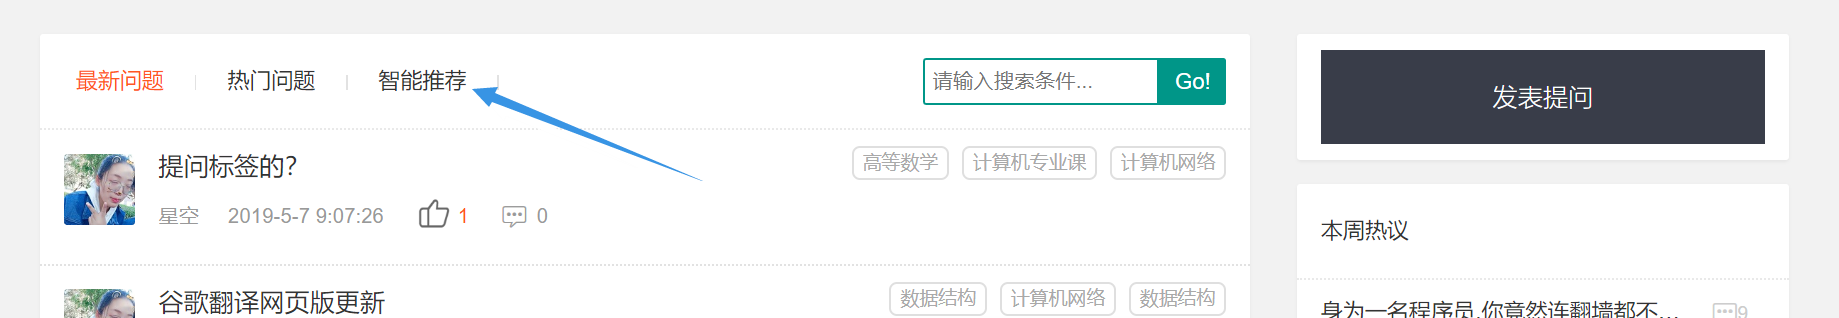 最新问题 热门问题 智能推荐 请输入搜索条件... Go!
提问标签的? 高等数学 计算机专业课 计算机网络
星空 2019-5-7 9:07:26 1 0
谷歌翻译网页版更新 数据结构 计算机网络 数据结构
发表提问
本周热议
身为一名程序员,你竟然连翻墙都不... 9